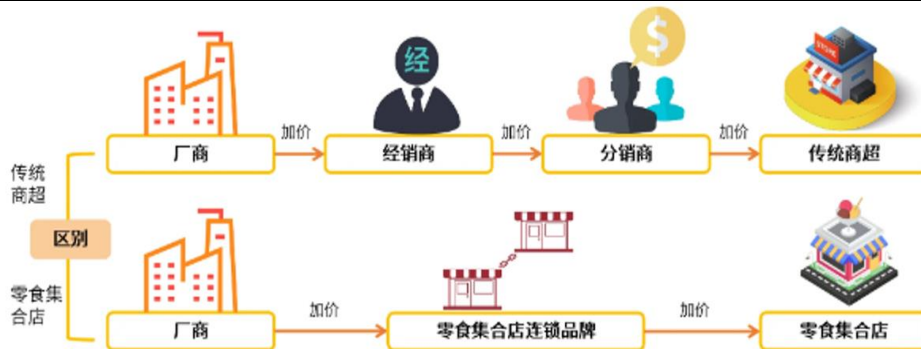 经
$
STORE
加价
加价
加价
厂商
经销商
分销商
传统商超
传统
商超
区别
零食集
合店
加价
加价
厂商
零食集合店连锁品牌
零食集合店